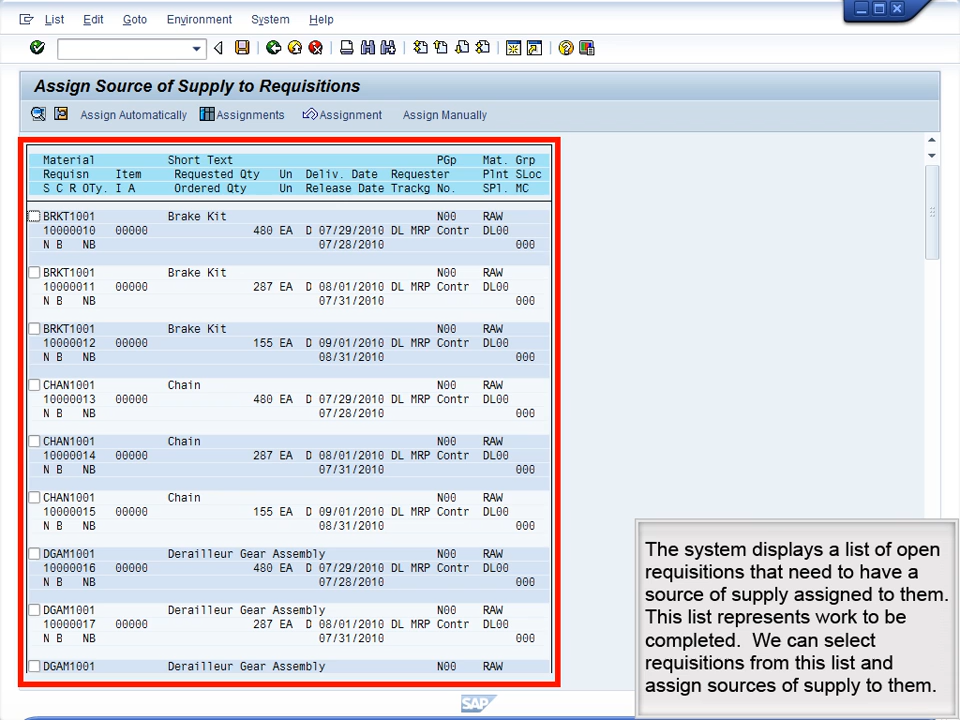 List Edit Goto Environment System Help
Assign Source of Supply to Requisitions
Assign Automatically Assignments Assignment Assign Manually
Material Short Text PGp Mat. Grp
Requisn Item Requested Qty Un Deliv. Date Requester Plnt SLoc
S C R OTy. I A Ordered Qty Un Release Date Trackg No. SPl. MC
BRKT1001 Brake Kit N00 RAW
10000010 00000 480 EA D 07/29/2010 DL MRP Contr DL00
N B NB 07/28/2010 000
BRKT1001 Brake Kit N00 RAW
10000011 00000 287 EA D 08/01/2010 DL MRP Contr DL00
N B NB 07/31/2010 000
BRKT1001 Brake Kit N00 RAW
10000012 00000 155 EA D 09/01/2010 DL MRP Contr DL00
N B NB 08/31/2010 000
CHAN1001 Chain N00 RAW
10000013 00000 480 EA D 07/29/2010 DL MRP Contr DL00
N B NB 07/28/2010 000
CHAN1001 Chain N00 RAW
10000014 00000 287 EA D 08/01/2010 DL MRP Contr DL00
N B NB 07/31/2010 000
CHAN1001 Chain N00 RAW
10000015 00000 155 EA D 09/01/2010 DL MRP Contr DL00
N B NB 08/31/2010 000
DGAM1001 Derailleur Gear Assembly N00 RAW
10000016 00000 480 EA D 07/29/2010 DL MRP Contr DL00
N B NB 07/28/2010 000
DGAM1001 Derailleur Gear Assembly N00 RAW
10000017 00000 287 EA D 08/01/2010 DL MRP Contr DL00
N B NB 07/31/2010 000
DGAM1001 Derailleur Gear Assembly N00 RAW
The system displays a list of open
requisitions that need to have a
source of supply assigned to them.
This list represents work to be
completed. We can select
requisitions from this list and
assign sources of supply to them.
SAP